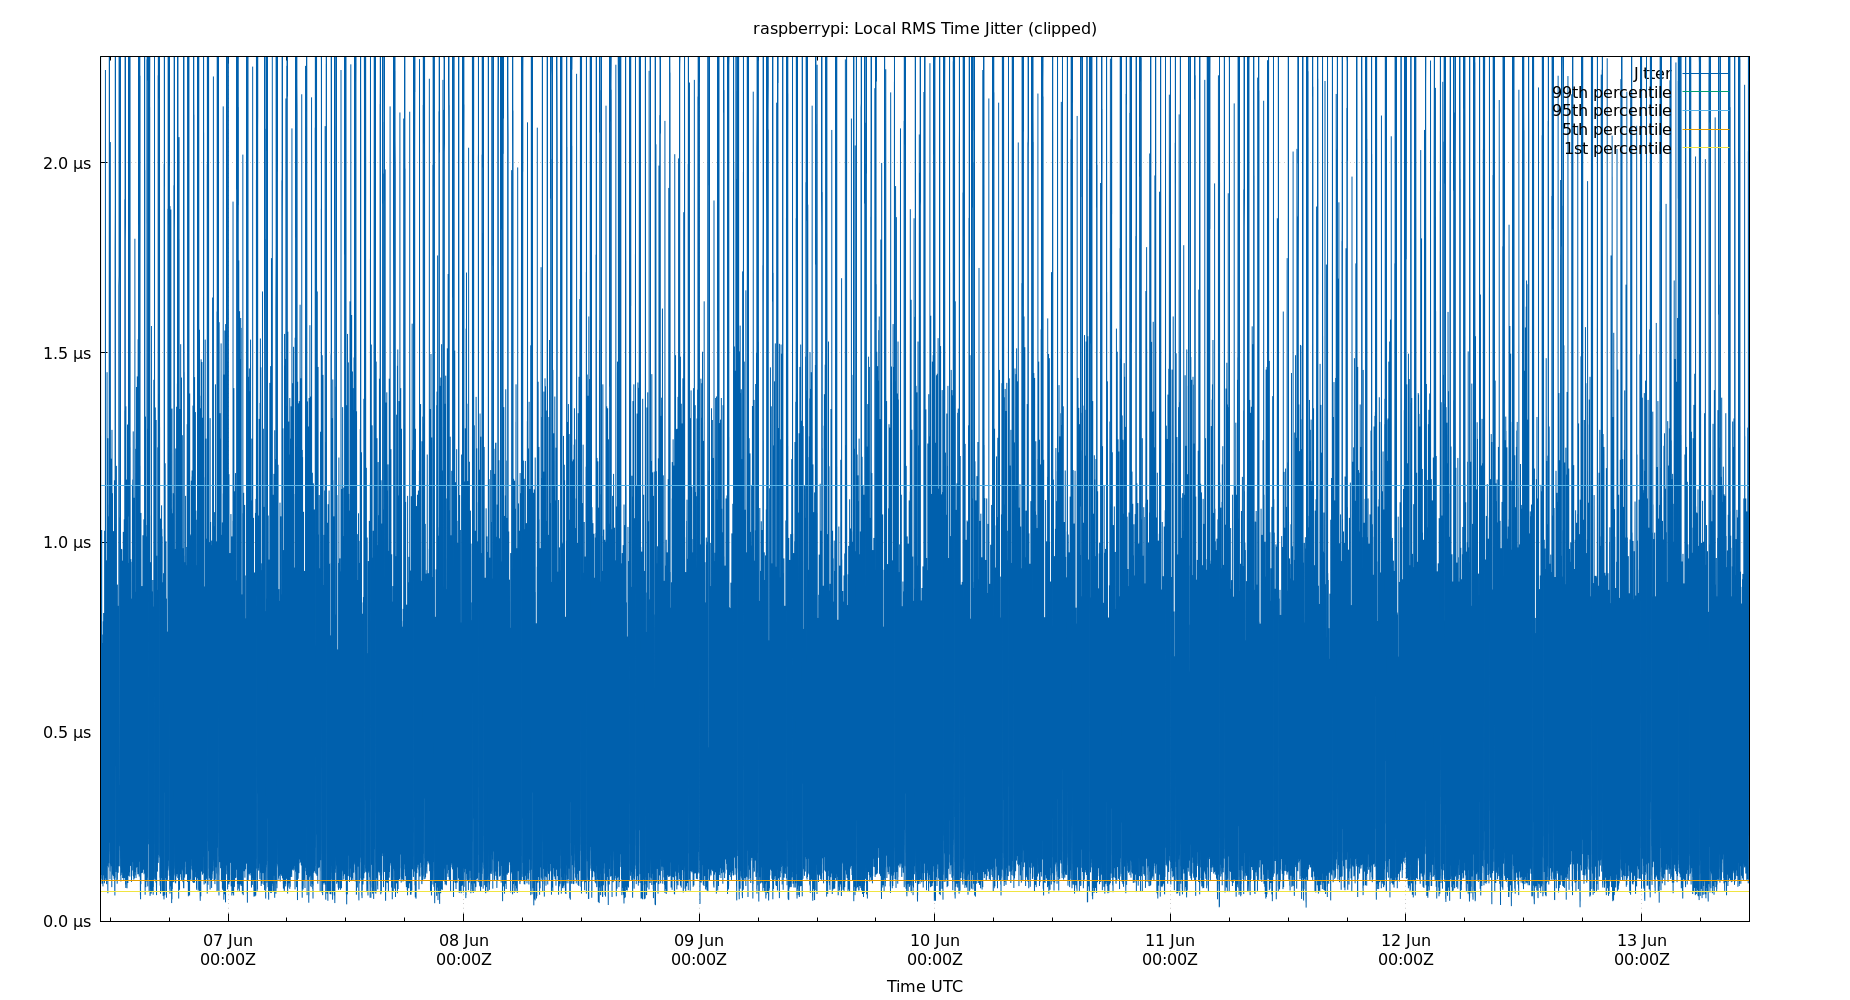 raspberrypi: Local RMS Time Jitter (clipped)
Jitter
99th percentile
95th percentile
5th percentile
1st percentile
2.0 µs
1.5 µs
1.0 µs
0.5 µs
0.0 µs
07 Jun 08 Jun 09 Jun 10 Jun 11 Jun 12 Jun 13 Jun
00:00Z 00:00Z 00:00Z 00:00Z 00:00Z 00:00Z 00:00Z
Time UTC